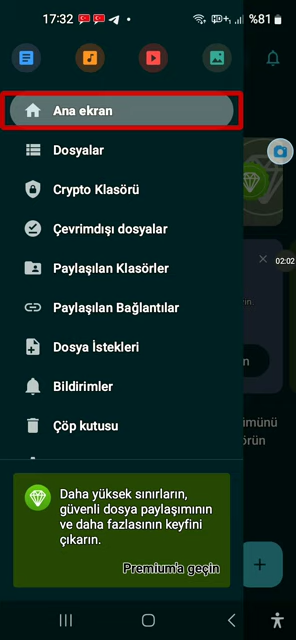 17:32
%81
Ana ekran
Dosyalar
Crypto Klasörü
Çevrimdışı dosyalar
Paylaşılan Klasörler
02:02
Paylaşılan Bağlantılar
Dosya İstekleri
Bildirimler
Çöp kutusu
Daha yüksek sınırların,
güvenli dosya paylaşımının
ve daha fazlasının keyfini
çıkarın.
Premium'a geçin